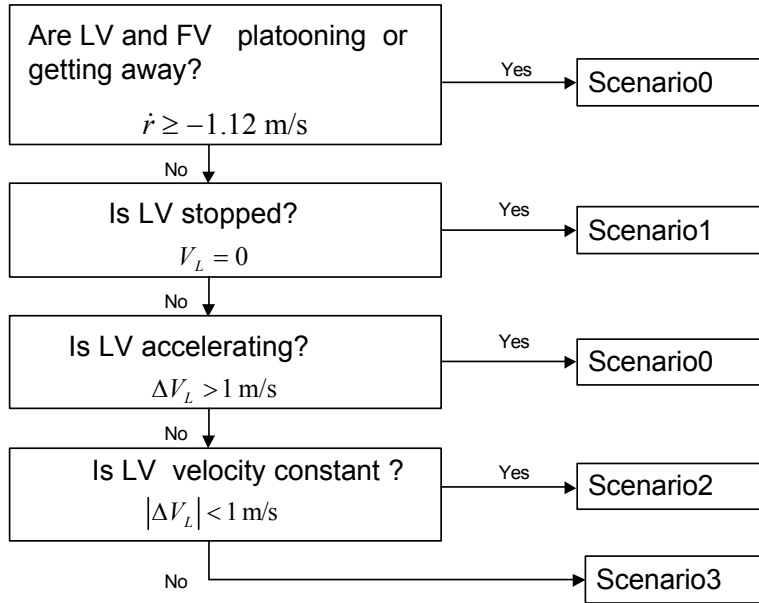 Are LV and FV platooning or
getting away?
ṙ ≥ −1.12 m/s
Yes
Scenario0
No
Is LV stopped?
V_L = 0
Yes
Scenario1
No
Is LV accelerating?
ΔV_L > 1 m/s
Yes
Scenario0
No
Is LV velocity constant ?
|ΔV_L| < 1 m/s
Yes
Scenario2
No
Scenario3